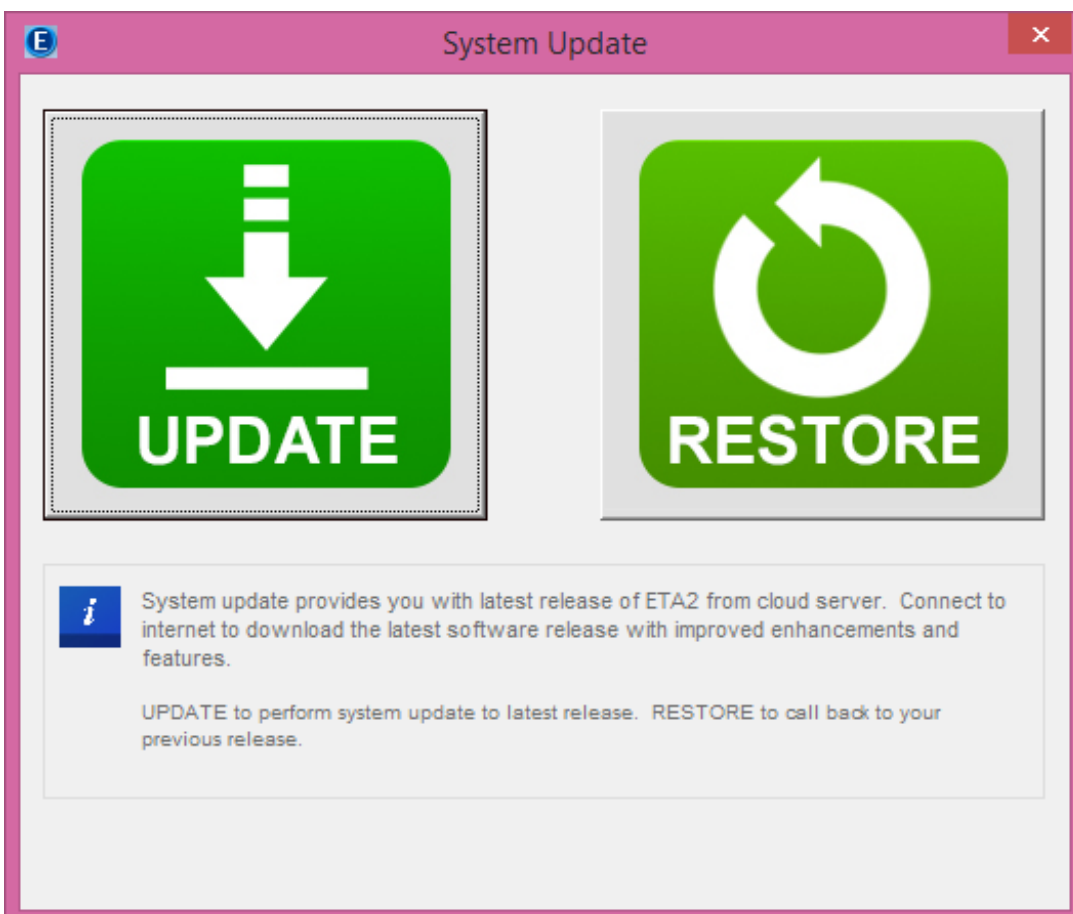 E
System Update
UPDATE
RESTORE
i
System update provides you with latest release of ETA2 from cloud server.  Connect to
internet to download the latest software release with improved enhancements and
features.
UPDATE to perform system update to latest release.  RESTORE to call back to your
previous release.